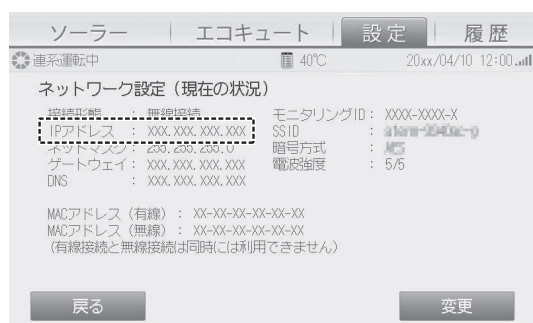 ソーラー エコキュート 設定 履歴
連系運転中 40℃ 20xx/04/10 12:00
ネットワーク設定(現在の状況)
接続形態 : 無線接続 モニタリングID: XXXX-XXXX-X
IPアドレス : XXX.XXX.XXX.XXX SSID :
ネットマスク : 255.255.255.0 暗号方式 :
ゲートウェイ: XXX.XXX.XXX.XXX 電波強度 : 5/5
DNS : XXX.XXX.XXX.XXX
MACアドレス(有線) : XX-XX-XX-XX-XX-XX
MACアドレス(無線) : XX-XX-XX-XX-XX-XX
(有線接続と無線接続は同時には利用できません)
戻る 変更